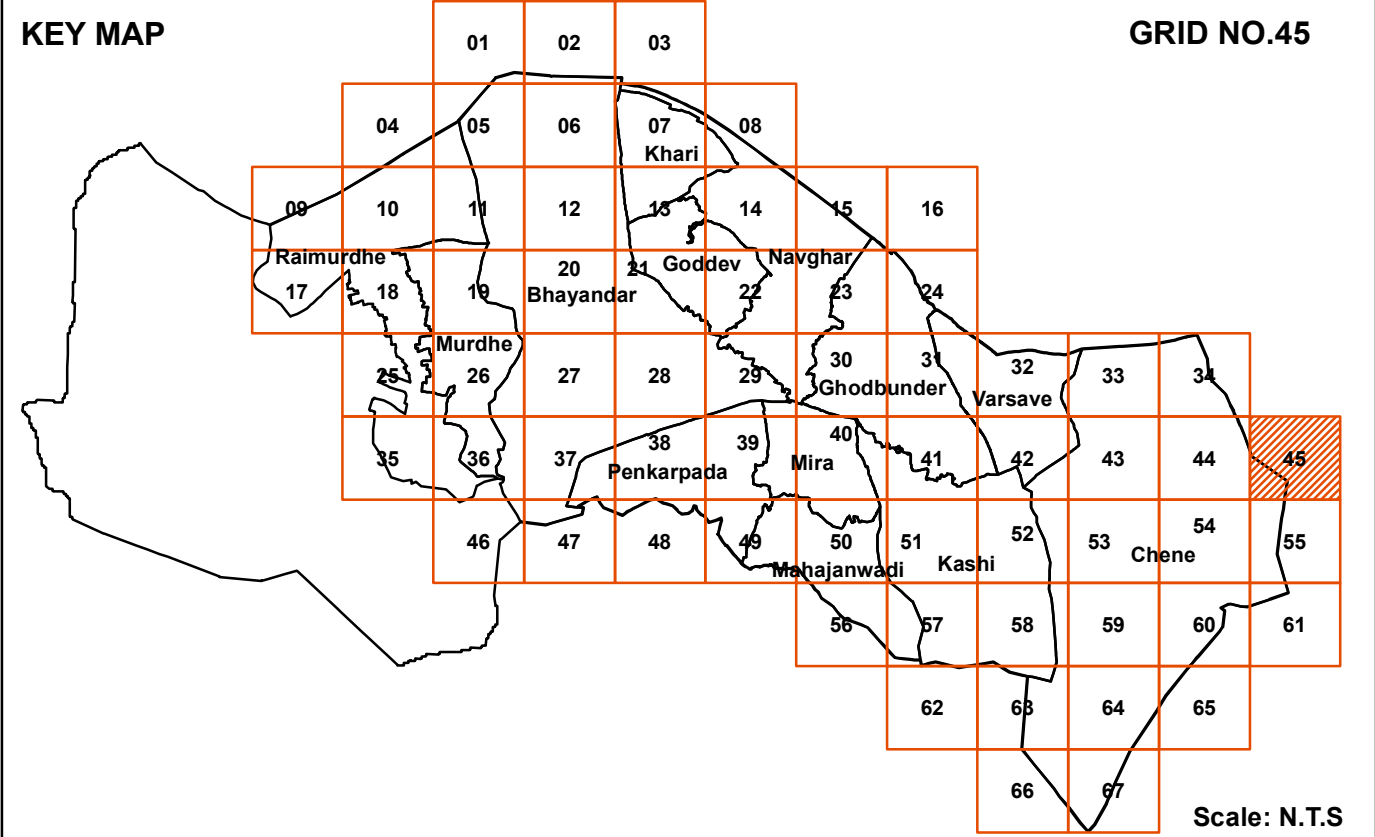 KEY MAP
GRID NO.45
01 02 03
04 05 06 07 08
Khari
09 10 11 12 13 14 15 16
Raimurdhe Goddev Navghar
17 18 19 20 21 22 23 24
Bhayandar
Murdhe
25 26 27 28 29 30 31 32 33 34
Ghodbunder Varsave
35 36 37 38 39 40 41 42 43 44 45
Penkarpada Mira
46 47 48 49 50 51 52 53 54 55
Mahajanwadi Kashi Chene
56 57 58 59 60 61
62 63 64 65
66 67
Scale: N.T.S